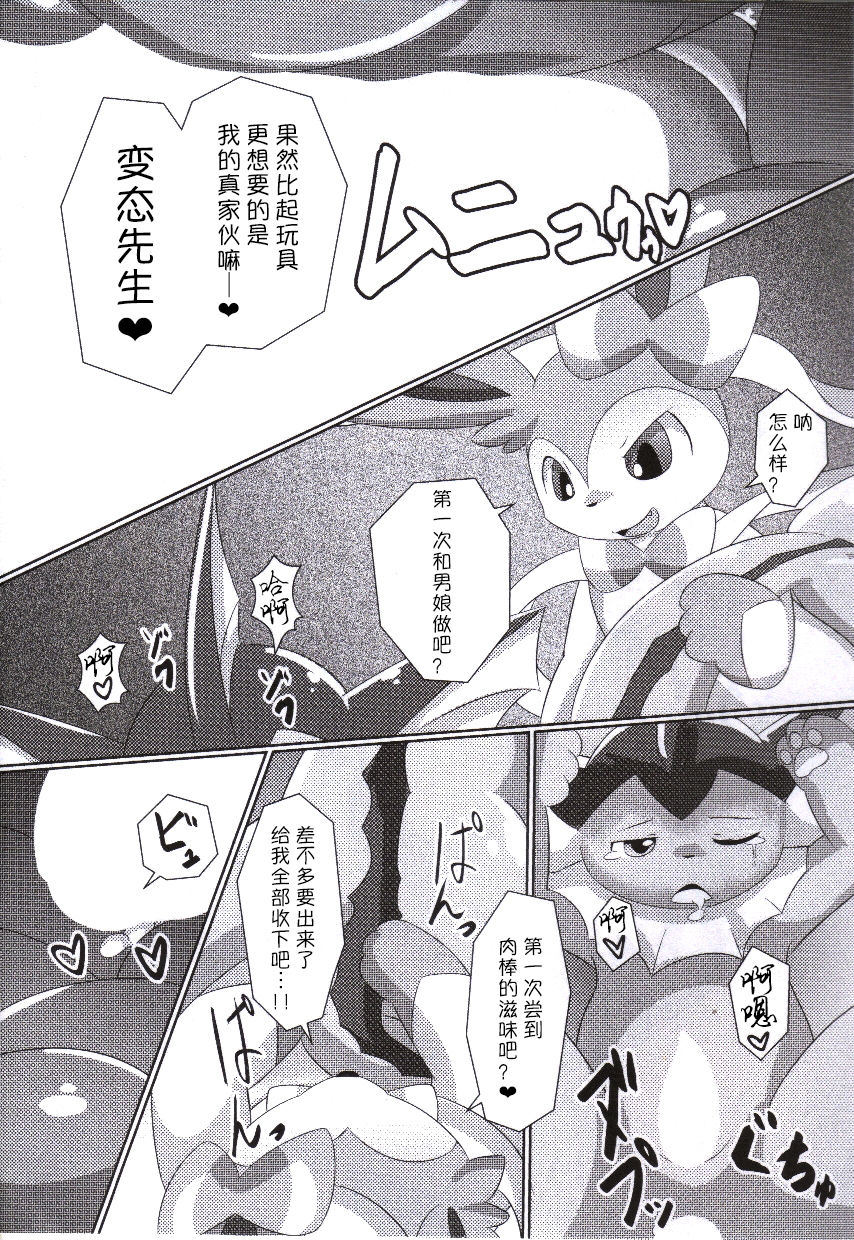 果然比起玩具
更想要的是
我的真家伙嘛—❤
变态先生❤
ムニュウゥ♡
呐
怎么样？
第一次和男娘做吧？
哈啊
啊♡
ゾク
ゾク
第一次尝到
肉棒的滋味吧？❤
啊♡
啊嗯♡
ズプププッ
ぐちゅ
差不多要出来了
给我全部收下吧…!!
ぱんっ
ぱんっ
ビュ